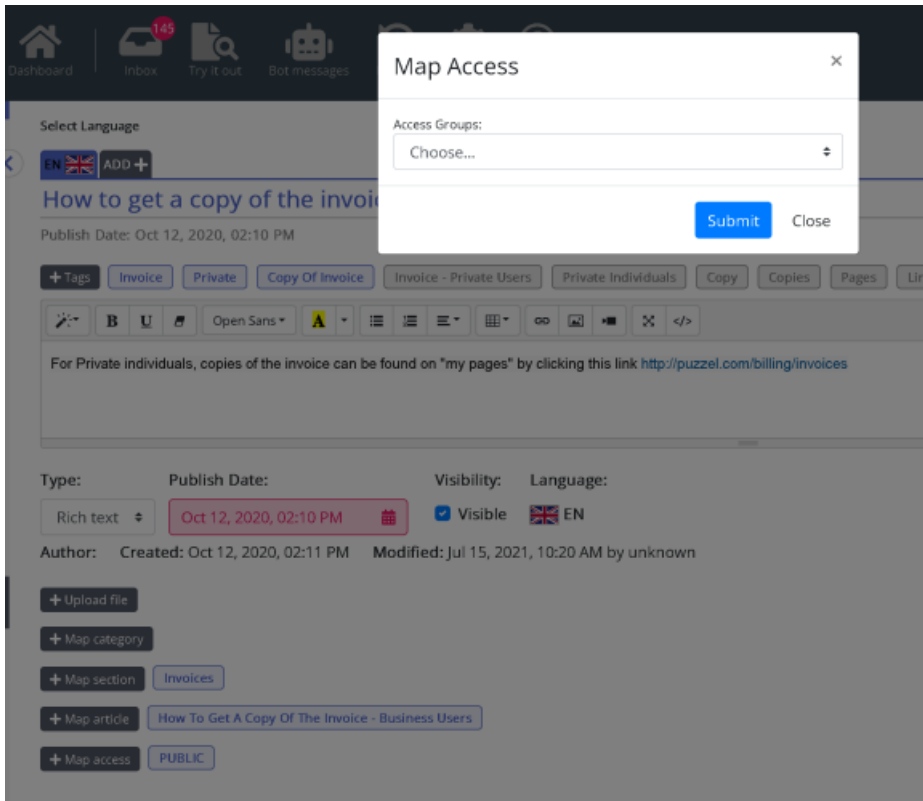 145
Dashboard
Inbox
Try it out
Bot messages
Map Access
×
Access Groups:
Choose...
Submit
Close
Select Language
EN
ADD +
How to get a copy of the invoi
Publish Date: Oct 12, 2020, 02:10 PM
+ Tags Invoice Private Copy Of Invoice Invoice - Private Users Private Individuals Copy Copies Pages Lin
B U Open Sans A </>
For Private individuals, copies of the invoice can be found on "my pages" by clicking this link http://puzzel.com/billing/invoices
Type: Publish Date: Visibility: Language:
Rich text Oct 12, 2020, 02:10 PM Visible EN
Author: Created: Oct 12, 2020, 02:11 PM Modified: Jul 15, 2021, 10:20 AM by unknown
+ Upload file
+ Map category
+ Map section Invoices
+ Map article How To Get A Copy Of The Invoice - Business Users
+ Map access PUBLIC